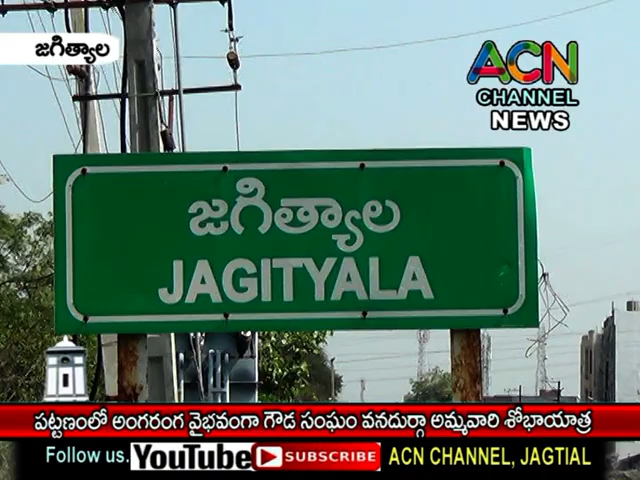 జగిత్యాల
ACN
CHANNEL
NEWS
జగిత్యాల
JAGITYALA
పట్టణంలో అంగరంగ వైభవంగా గౌడ సంఘం వనదుర్గా అమ్మవారి శోభాయాత్ర
Follow us. YouTube SUBSCRIBE ACN CHANNEL, JAGTIAL